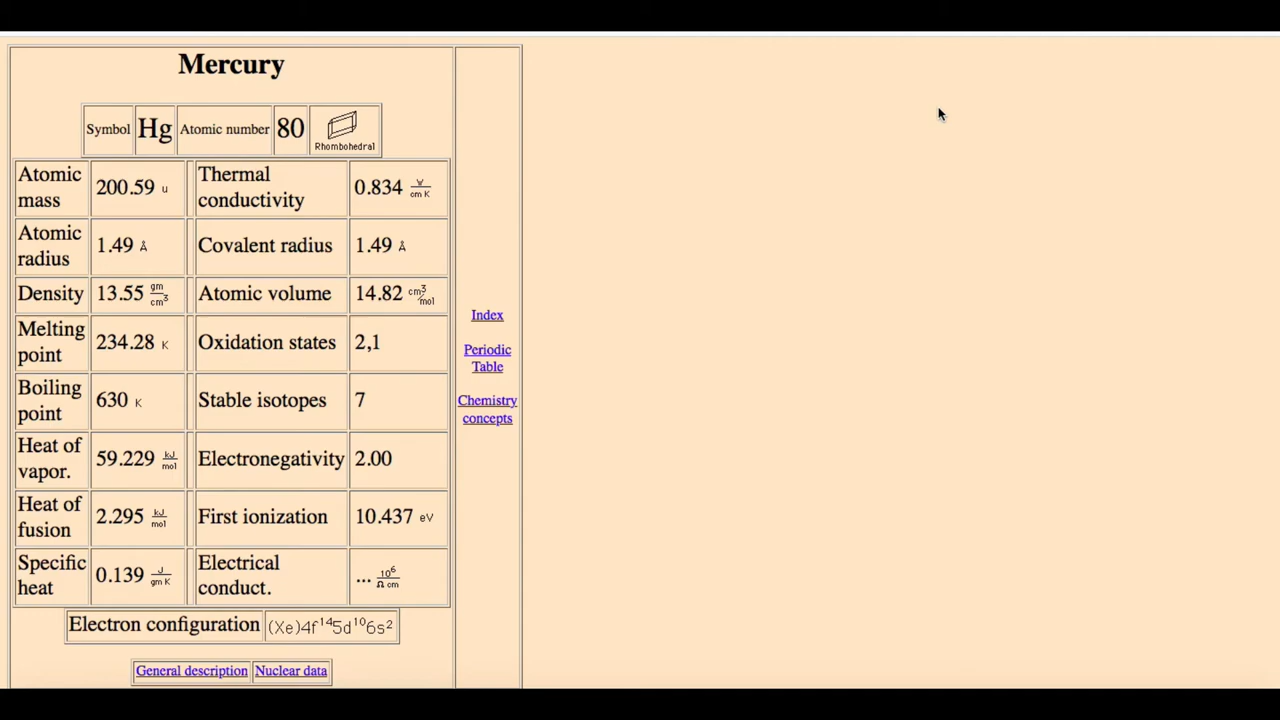 Mercury
Symbol Hg Atomic number 80 Rhombohedral
Atomic mass 200.59 u Thermal conductivity 0.834 W/cm K
Atomic radius 1.49 Å Covalent radius 1.49 Å
Density 13.55 gm/cm³ Atomic volume 14.82 cm³/mol
Melting point 234.28 K Oxidation states 2,1
Boiling point 630 K Stable isotopes 7
Heat of vapor. 59.229 kJ/mol Electronegativity 2.00
Heat of fusion 2.295 kJ/mol First ionization 10.437 eV
Specific heat 0.139 J/gm K Electrical conduct. ... 10⁶/Ω cm
Electron configuration (Xe)4f¹⁴5d¹⁰6s²
General description Nuclear data
Index
Periodic
Table
Chemistry
concepts